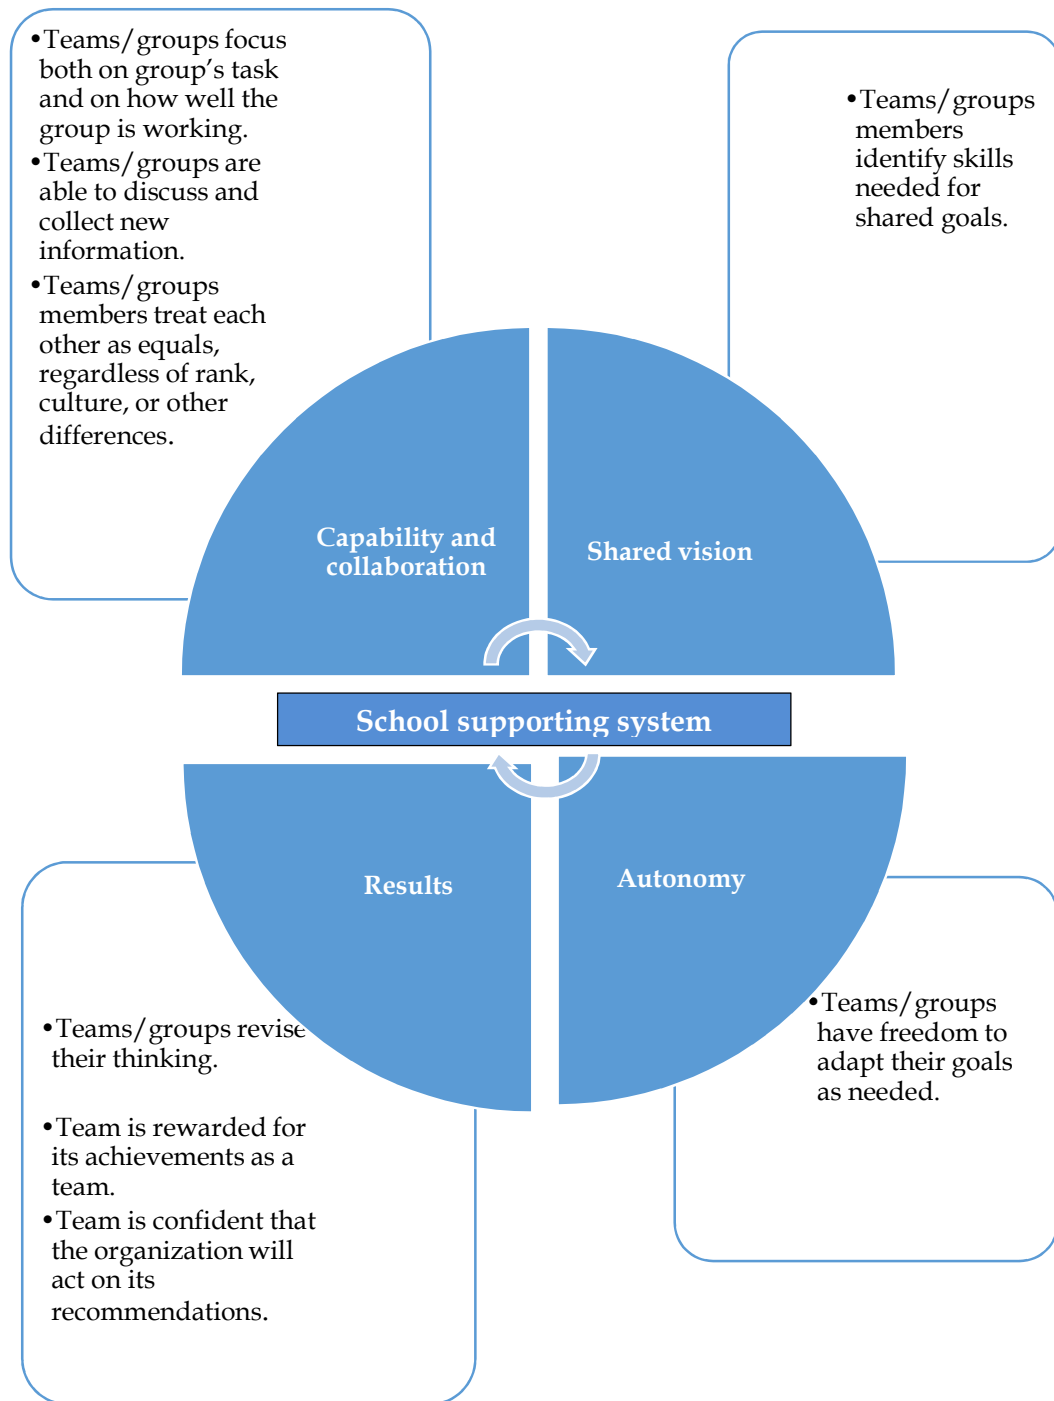 •Teams/groups focus
both on group’s task
and on how well the
group is working.
•Teams/groups are
able to discuss and
collect new
information.
•Teams/groups
members treat each
other as equals,
regardless of rank,
culture, or other
differences.
•Teams/groups
members
identify skills
needed for
shared goals.
Capability and
collaboration
Shared vision
School supporting system
Results
Autonomy
•Teams/groups revise
their thinking.
•Team is rewarded for
its achievements as a
team.
•Team is confident that
the organization will
act on its
recommendations.
•Teams/groups
have freedom to
adapt their goals
as needed.